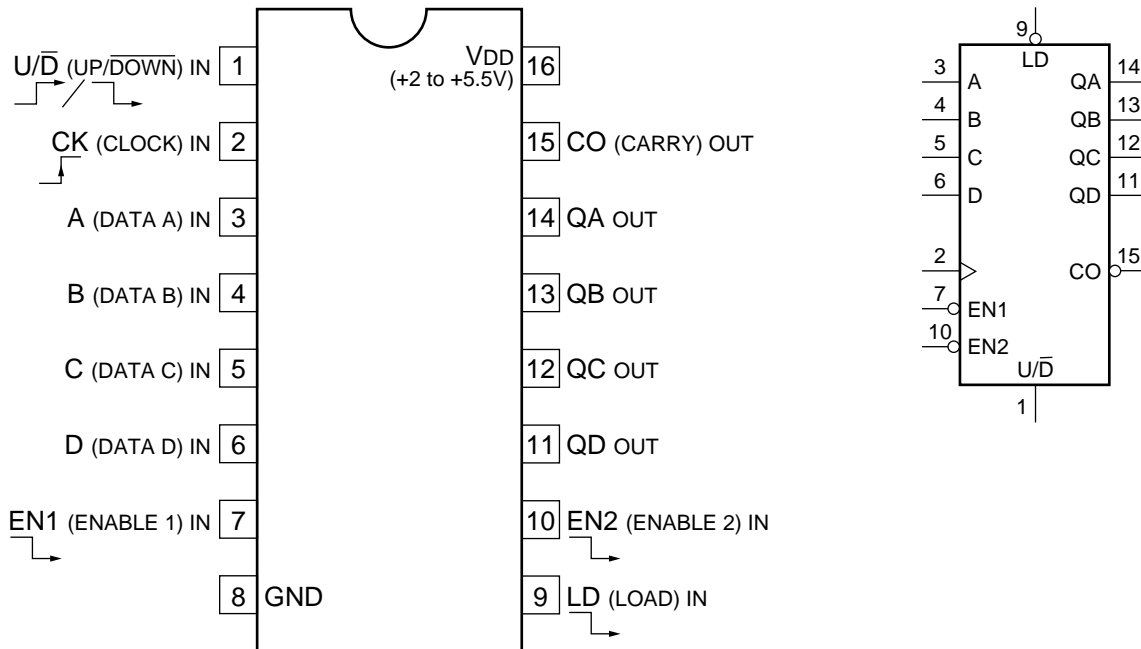 U/D̅ (UP/D̅O̅W̅N̅) IN 1
CK (CLOCK) IN 2
A (DATA A) IN 3
B (DATA B) IN 4
C (DATA C) IN 5
D (DATA D) IN 6
EN1 (ENABLE 1) IN 7
8 GND
VDD 16
(+2 to +5.5V)
15 CO (CARRY) OUT
14 QA OUT
13 QB OUT
12 QC OUT
11 QD OUT
10 EN2 (ENABLE 2) IN
9 LD (LOAD) IN
9
LD
3 A QA 14
4 B QB 13
5 C QC 12
6 D QD 11
2 CO 15
7 EN1
10 EN2
U/D̅
1